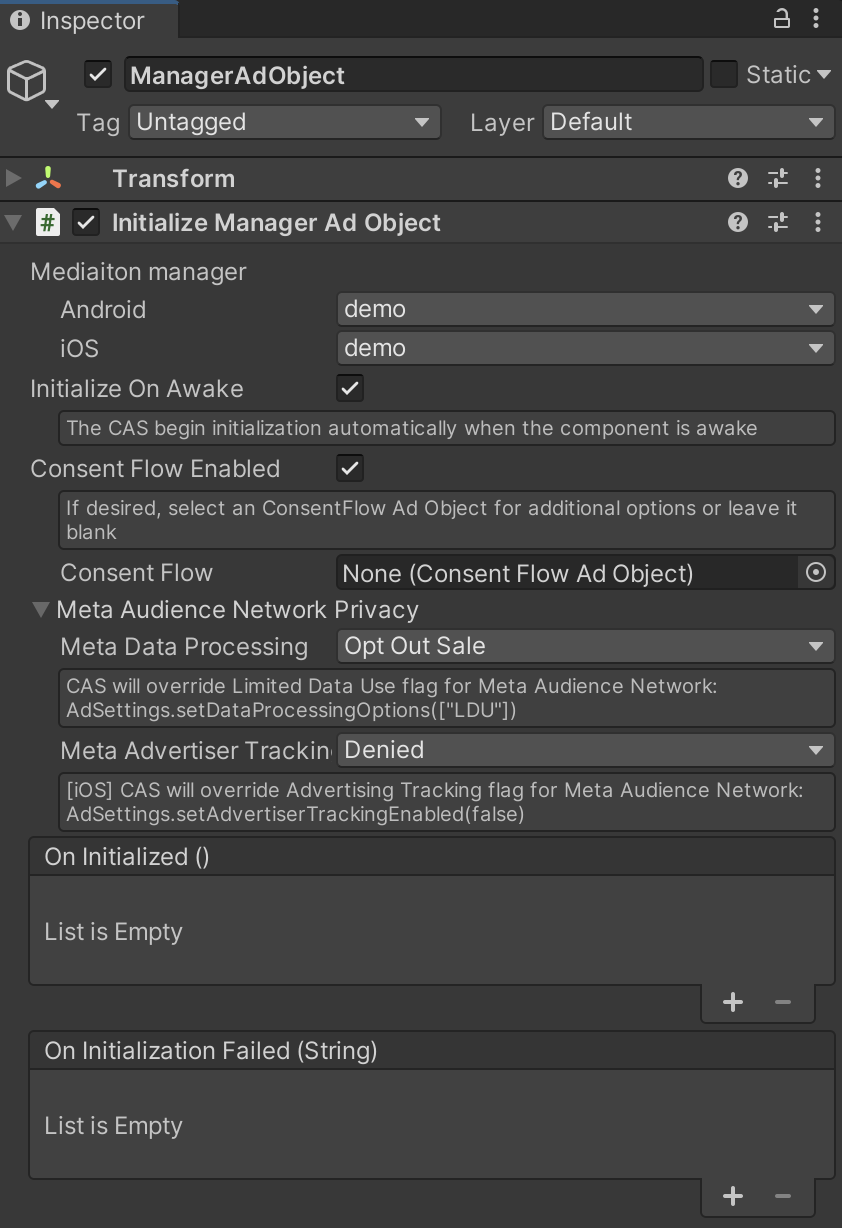 Inspector
ManagerAdObject
Static
Tag Untagged Layer Default
Transform
# Initialize Manager Ad Object
Mediaiton manager
Android demo
iOS demo
Initialize On Awake
The CAS begin initialization automatically when the component is awake
Consent Flow Enabled
If desired, select an ConsentFlow Ad Object for additional options or leave it
blank
Consent Flow None (Consent Flow Ad Object)
Meta Audience Network Privacy
Meta Data Processing Opt Out Sale
CAS will override Limited Data Use flag for Meta Audience Network:
AdSettings.setDataProcessingOptions(["LDU"])
Meta Advertiser Trackin Denied
[iOS] CAS will override Advertising Tracking flag for Meta Audience Network:
AdSettings.setAdvertiserTrackingEnabled(false)
On Initialized ()
List is Empty
On Initialization Failed (String)
List is Empty